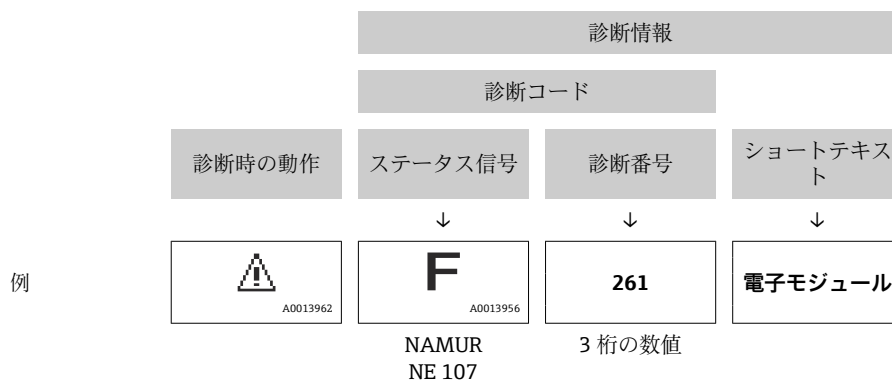 診断情報
診断コード
診断時の動作
ステータス信号
診断番号
ショートテキス
ト
↓ ↓ ↓
例
A0013962
F
A0013956
261
電子モジュール
NAMUR
NE 107
3 桁の数値